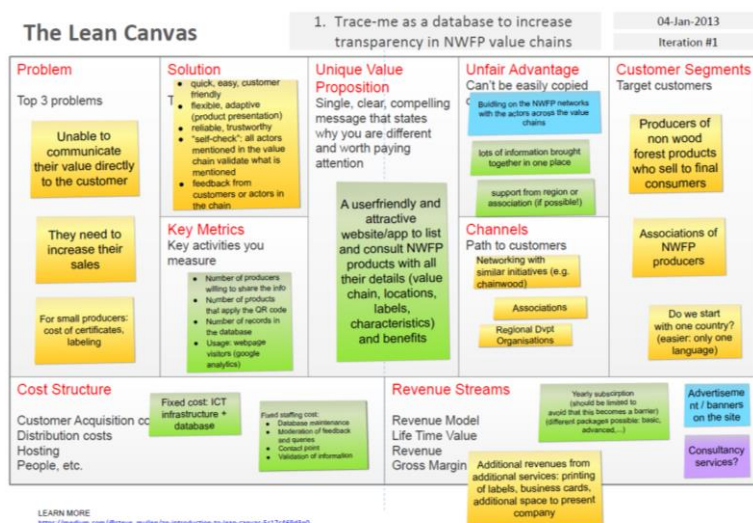 The Lean Canvas
1. Trace-me as a database to increase
transparency in NWFP value chains
04-Jan-2013
Iteration #1
Problem
Top 3 problems
Unable to
communicate
their value directly
to the customer
They need to
increase their
sales
For small producers:
cost of certificates,
labeling
Solution
T
quick, easy, customer
friendly
flexible, adaptive
(product presentation)
reliable, trustworthy
"self-check": all actors
mentioned in the value
chain validate what is
mentioned
feedback from
customers or actors in
the chain
Key Metrics
Key activities you
measure
Number of producers
willing to share the info
Number of products
that apply the QR code
Number of records in
the database
Usage: webpage
visitors (google
analytics)
Unique Value
Proposition
Single, clear, compelling
message that states
why you are different
and worth paying
attention
A userfriendly and
attractive
website/app to list
and consult NWFP
products with all
their details (value
chain, locations,
labels,
characteristics) and
benefits
Unfair Advantage
Can't be easily copied
Buidling on the NWFP networks
with the actors across the value
chains
lots of information brought
together in one place
support from region or
association (if possible!)
Channels
Path to customers
Networking with
similar initiatives (e.g.
chainwood)
Associations
Regional Dvpt
Organisations
Customer Segments
Target customers
Producers of
non wood
forest products
who sell to final
consumers
Associations of
NWFP
producers
Do we start
with one country?
(easier: only one
language)
Cost Structure
Customer Acquisition co
Distribution costs
Hosting
People, etc.
Fixed cost: ICT
infrastructure +
database
Fixed staffing cost:
Database maintenance
Moderation of feedback
and queries
Contact point
Validation of information
Revenue Streams
Revenue Model
Life Time Value
Revenue
Gross Margin
Yearly subscription
(should be limited to
avoid that this becomes a barrier)
(different packages possible: basic,
advanced,...)
Additional revenues from
additional services: printing
of labels, business cards,
additional space to present
company
Advertiseme
nt / banners
on the site
Consultancy
services?
LEARN MORE